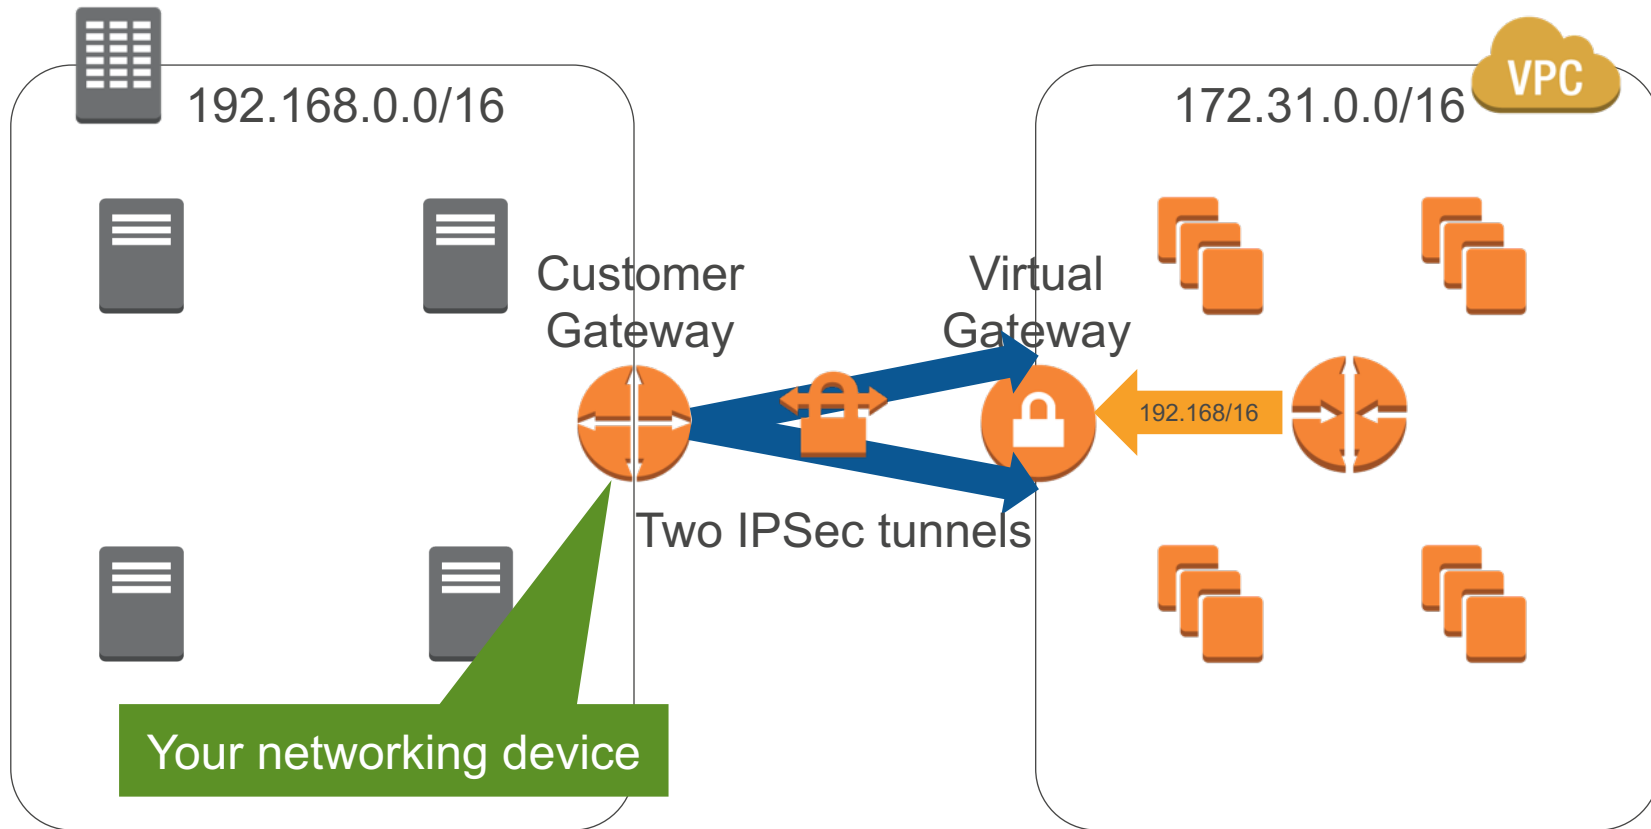 192.168.0.0/16
172.31.0.0/16
VPC
Customer
Gateway
Virtual
Gateway
192.168/16
Two IPSec tunnels
Your networking device